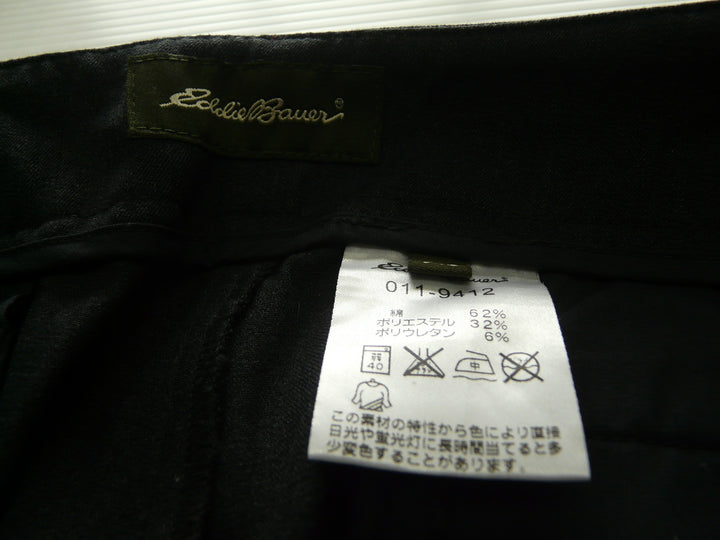 Eddie Bauer®
Eddie Bauer®
011-9412
綿 62%
ポリエステル 32%
ポリウレタン 6%
弱
40
中
この素材の特性から色により直接
日光や蛍光灯に長時間当てると多
少変色することがあります。